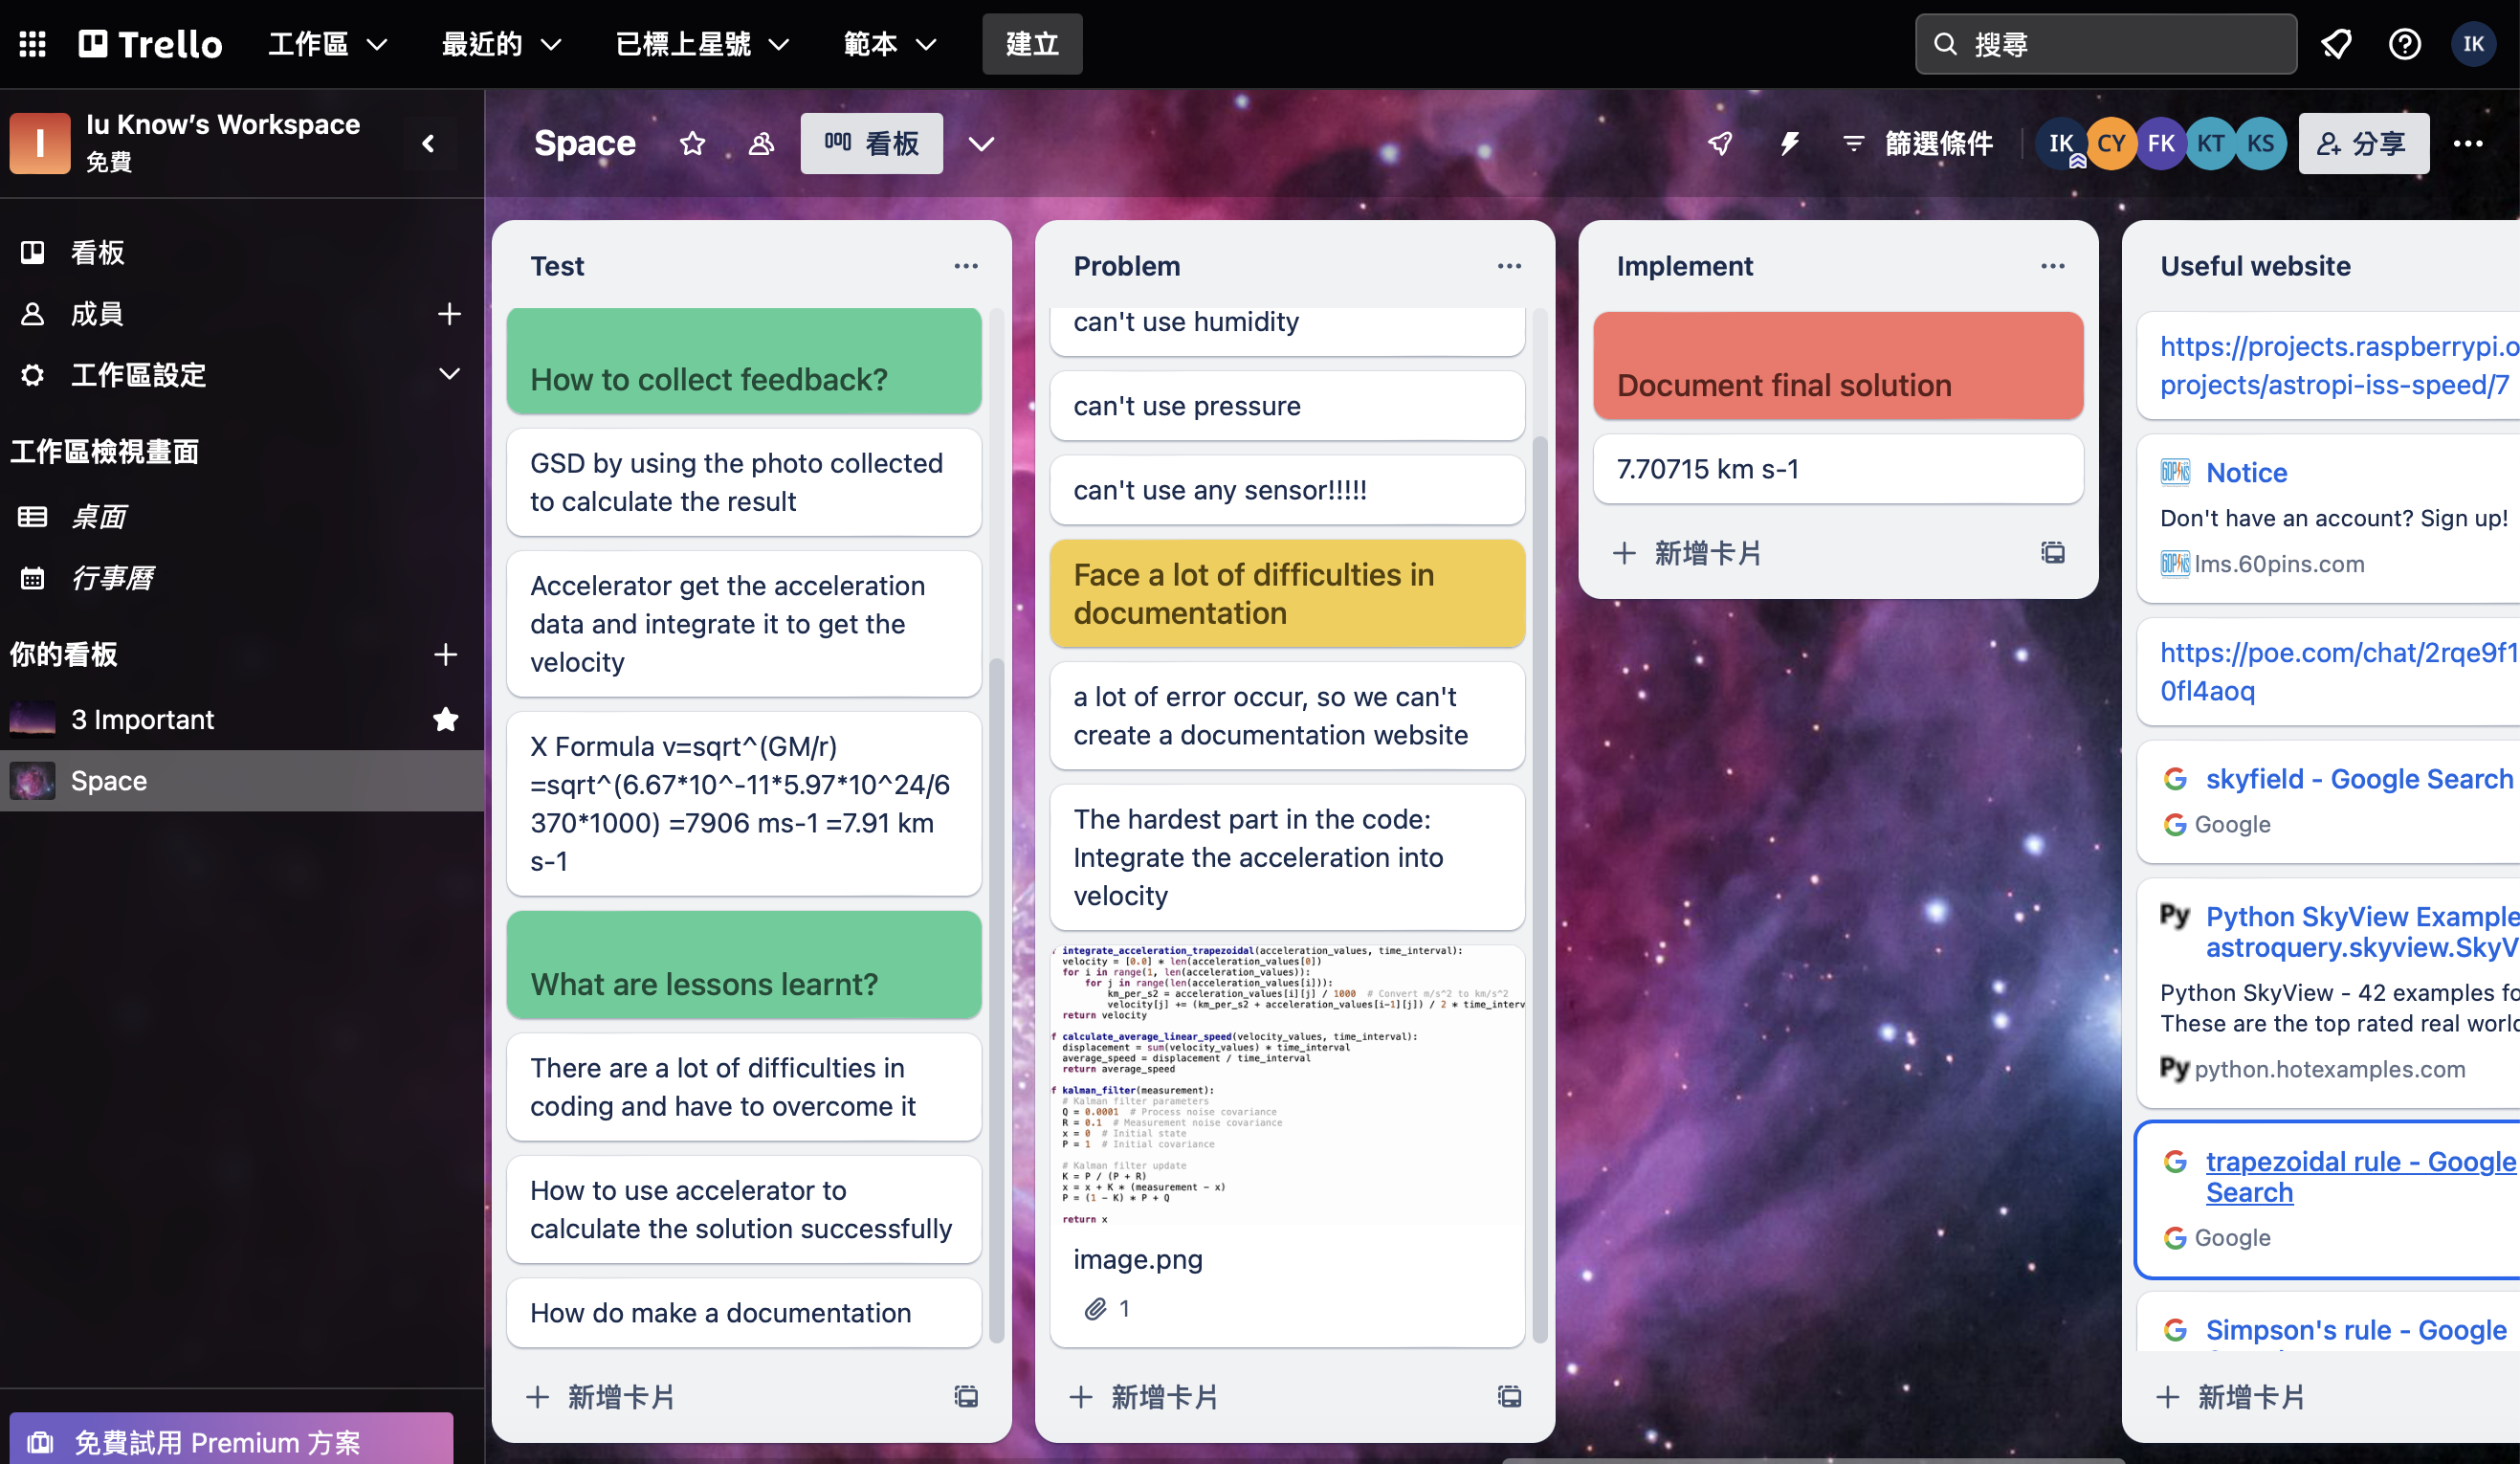 Trello
工作區
最近的
已標上星號
範本
建立
搜尋
IK
I
Iu Know's Workspace
免費
看板
成員
工作區設定
工作區檢視畫面
桌面
行事曆
你的看板
3 Important
Space
免費試用 Premium 方案
Space
看板
篩選條件
IK
CY
FK
KT
KS
分享
Test
How to collect feedback?
GSD by using the photo collected
to calculate the result
Accelerator get the acceleration
data and integrate it to get the
velocity
X Formula v=sqrt^(GM/r)
=sqrt^(6.67*10^-11*5.97*10^24/6
370*1000) =7906 ms-1 =7.91 km
s-1
What are lessons learnt?
There are a lot of difficulties in
coding and have to overcome it
How to use accelerator to
calculate the solution successfully
How do make a documentation
新增卡片
Problem
can't use humidity
can't use pressure
can't use any sensor!!!!!
Face a lot of difficulties in
documentation
a lot of error occur, so we can't
create a documentation website
The hardest part in the code:
Integrate the acceleration into
velocity
integrate_acceleration_trapezoidal(acceleration_values, time_interval):
velocity = [0.0] * len(acceleration_values[0])
for i in range(1, len(acceleration_values)):
for j in range(len(acceleration_values[i])):
km_per_s2 = acceleration_values[i][j] / 1000 # Convert m/s^2 to km/s^2
velocity[j] += (km_per_s2 + acceleration_values[i-1][j]) / 2 * time_interv
return velocity
f calculate_average_linear_speed(velocity_values, time_interval):
displacement = sum(velocity_values) * time_interval
average_speed = displacement / time_interval
return average_speed
f kalman_filter(measurement):
# Kalman filter parameters
Q = 0.0001 # Process noise covariance
R = 0.1 # Measurement noise covariance
x = 0 # Initial state
P = 1 # Initial covariance
# Kalman filter update
K = P / (P + R)
x = x + K * (measurement - x)
P = (1 - K) * P + Q
return x
image.png
1
新增卡片
Implement
Document final solution
7.70715 km s-1
新增卡片
Useful website
https://projects.raspberrypi.o
projects/astropi-iss-speed/7
60PINS Notice
Don't have an account? Sign up!
60PINS lms.60pins.com
https://poe.com/chat/2rqe9f1
0fl4aoq
skyfield - Google Search
Google
Py Python SkyView Example
astroquery.skyview.SkyV
Python SkyView - 42 examples fo
These are the top rated real world
Py python.hotexamples.com
trapezoidal rule - Google
Search
Google
Simpson's rule - Google
新增卡片